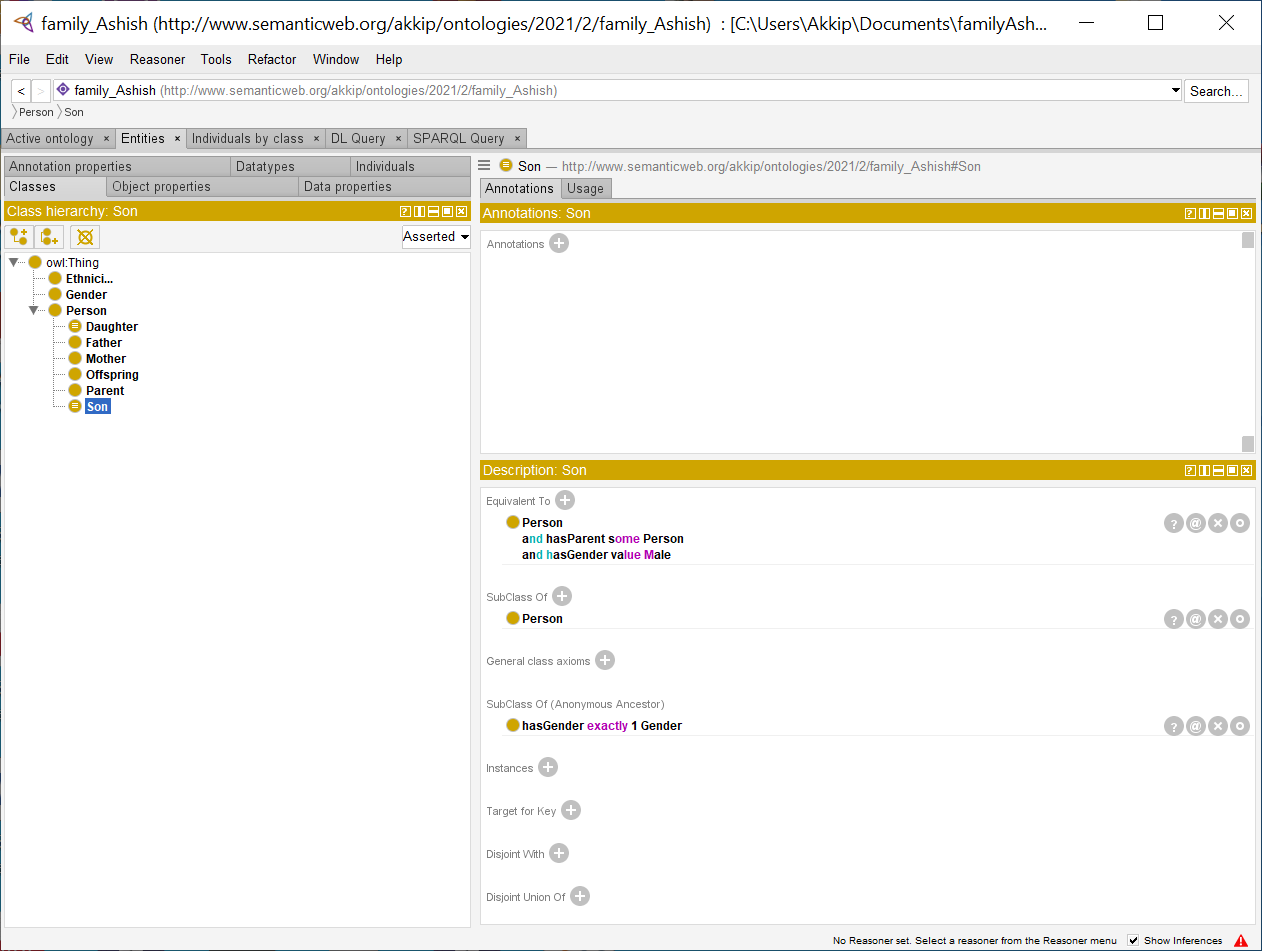 family_Ashish (http://www.semanticweb.org/akkip/ontologies/2021/2/family_Ashish) : [C:\Users\Akkip\Documents\familyAsh...
File Edit View Reasoner Tools Refactor Window Help
< > family_Ashish (http://www.semanticweb.org/akkip/ontologies/2021/2/family_Ashish) Search...
Person Son
Active ontology × Entities × Individuals by class × DL Query × SPARQL Query ×
Annotation properties Datatypes Individuals
Classes Object properties Data properties
Class hierarchy: Son
Asserted
owl:Thing
Ethnici...
Gender
Person
Daughter
Father
Mother
Offspring
Parent
Son
Son — http://www.semanticweb.org/akkip/ontologies/2021/2/family_Ashish#Son
Annotations Usage
Annotations: Son
Annotations
Description: Son
Equivalent To
Person
and hasParent some Person
and hasGender value Male
SubClass Of
Person
General class axioms
SubClass Of (Anonymous Ancestor)
hasGender exactly 1 Gender
Instances
Target for Key
Disjoint With
Disjoint Union Of
No Reasoner set. Select a reasoner from the Reasoner menu Show Inferences